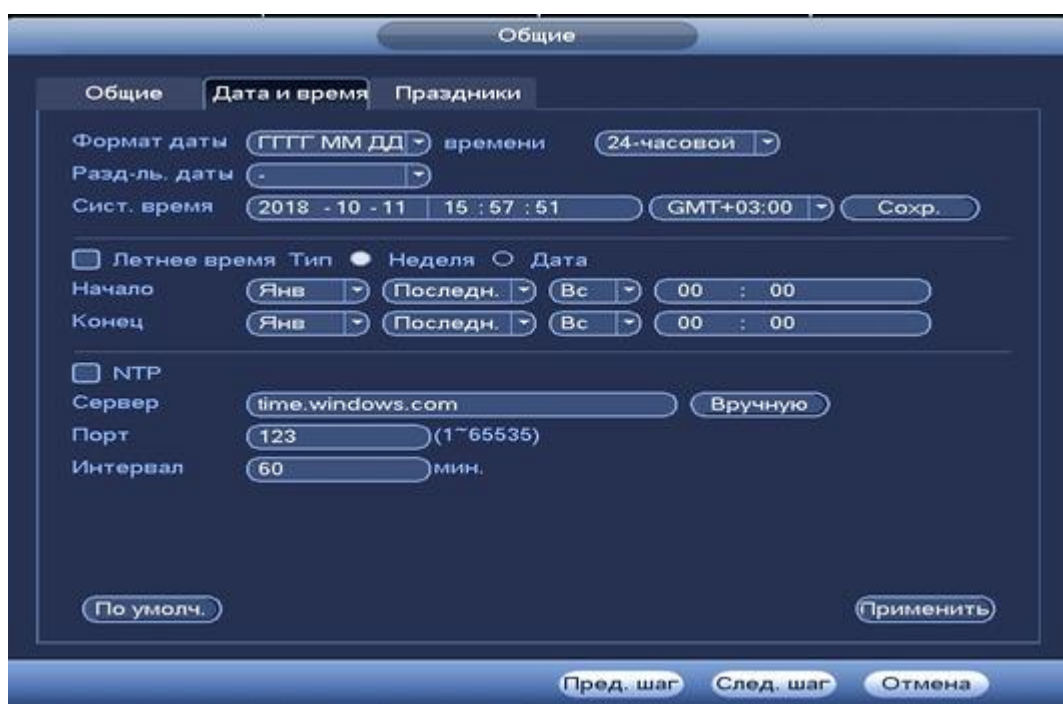 Общие
Общие Дата и время Праздники
Формат даты ГГГГ ММ ДД времени 24-часовой
Разд-ль. даты -
Сист. время 2018 - 10 - 11 15 : 57 : 51 GMT+03:00 Сохр.
Летнее время Тип Неделя Дата
Начало Янв Последн. Вс 00 : 00
Конец Янв Последн. Вс 00 : 00
NTP
Сервер time.windows.com Вручную
Порт 123 (1~65535)
Интервал 60 мин.
По умолч. Применить
Пред. шаг След. шаг Отмена